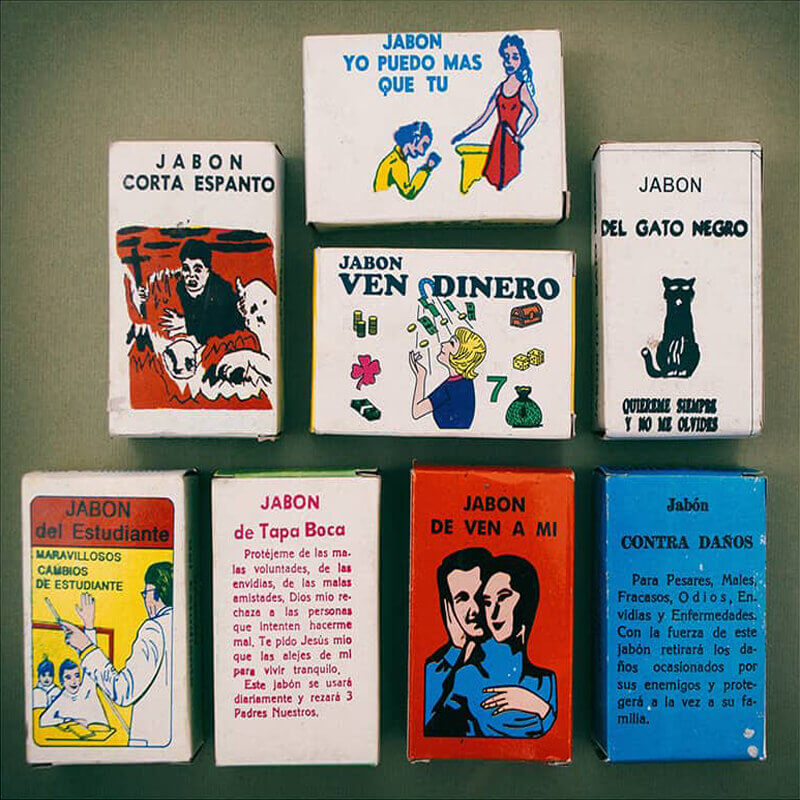 JABON
YO PUEDO MAS
QUE TU
JABON
CORTA ESPANTO
JABON
VEN DINERO
7
JABON
DEL GATO NEGRO
QUIEREME SIEMPRE
Y NO ME OLVIDES
JABON
del Estudiante
MARAVILLOSOS
CAMBIOS
DE ESTUDIANTE
JABON
de Tapa Boca
Protéjeme de las ma-
las voluntades, de las
envidias, de las malas
amistades, Dios mio re-
chaza a las personas
que intenten hacerme
mal, Te pido Jesús mio
que las alejes de mi
para vivir tranquilo.
Este jabón se usará
diariamente y rezará 3
Padres Nuestros.
JABON
DE VEN A MI
Jabón
CONTRA DAÑOS
Para Pesares, Males,
Fracasos, Odios, En-
vidias y Enfermedades.
Con la fuerza de este
jabón retirará los da-
ños ocasionados por
sus enemigos y prote-
gerá a la vez a su fa-
milia.